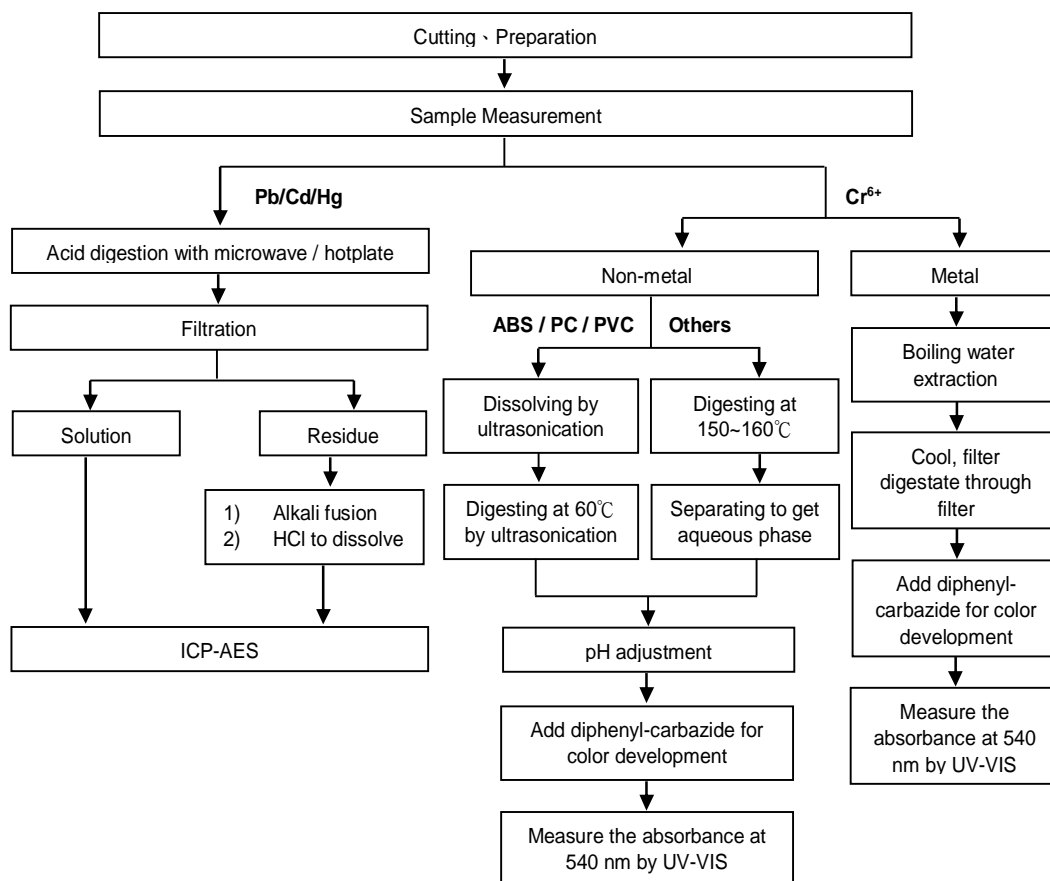 Cutting、Preparation
Sample Measurement
Pb/Cd/Hg
Cr⁶⁺
Acid digestion with microwave / hotplate
Non-metal
Metal
Filtration
ABS / PC / PVC
Others
Boiling water
extraction
Solution
Residue
Dissolving by
ultrasonication
Digesting at
150~160℃
Cool, filter
digestate through
filter
1) Alkali fusion
2) HCl to dissolve
Digesting at 60℃
by ultrasonication
Separating to get
aqueous phase
Add diphenyl-
carbazide for color
development
ICP-AES
pH adjustment
Measure the
absorbance at 540
nm by UV-VIS
Add diphenyl-carbazide for
color development
Measure the absorbance at
540 nm by UV-VIS